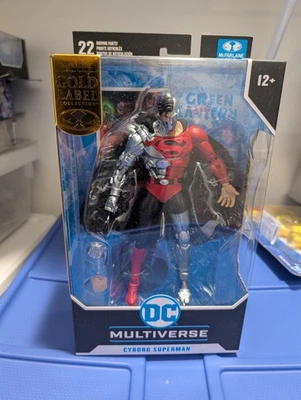 22 MOVING PARTS
McFARLANE
GOLD
LABEL
COLLECTION
12+
GREEN
LANTERN
DC
MULTIVERSE
CYBORG SUPERMAN